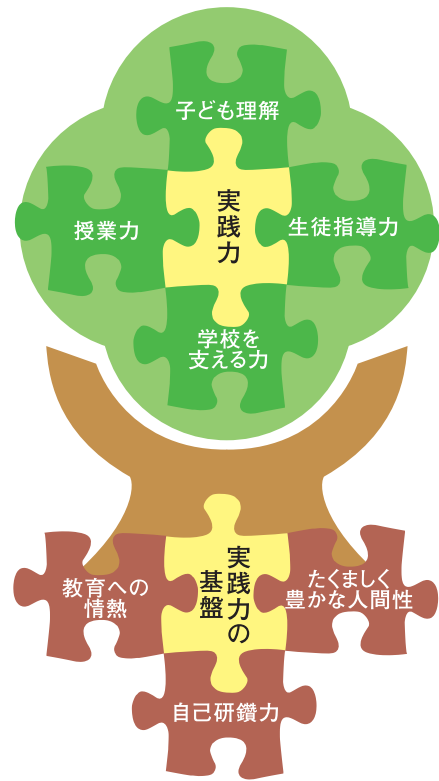 子ども理解
授業力
実践力
生徒指導力
学校を
支える力
教育への
情熱
実践力の
基盤
たくましく
豊かな人間性
自己研鑽力